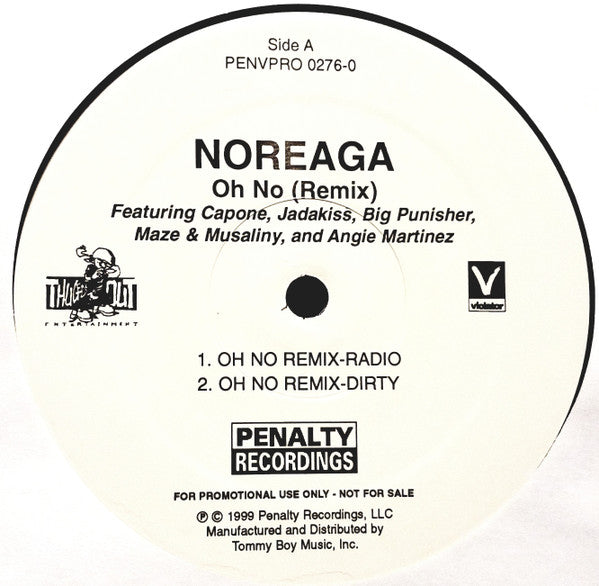 Side A
PENVPRO 0276-0
NOREAGA
Oh No (Remix)
Featuring Capone, Jadakiss, Big Punisher,
Maze & Musaliny, and Angie Martinez
THUGGED OUT
ENTERTAINMENT
V
violator
1. OH NO REMIX-RADIO
2. OH NO REMIX-DIRTY
PENALTY
RECORDINGS
FOR PROMOTIONAL USE ONLY - NOT FOR SALE
℗ © 1999 Penalty Recordings, LLC
Manufactured and Distributed by
Tommy Boy Music, Inc.